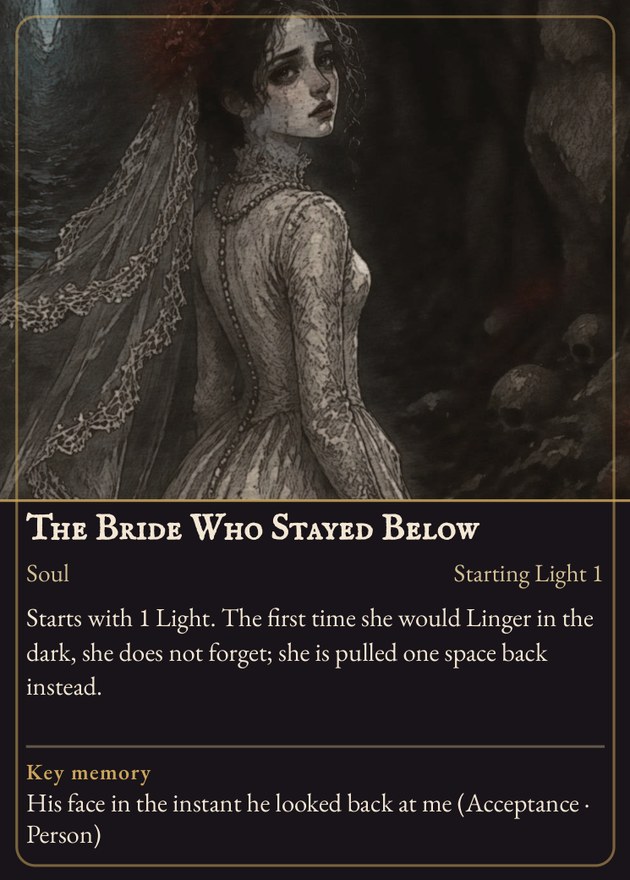 The Bride Who Stayed Below
Soul
Starting Light 1
Starts with 1 Light. The first time she would Linger in the
dark, she does not forget; she is pulled one space back
instead.
Key memory
His face in the instant he looked back at me (Acceptance ·
Person)